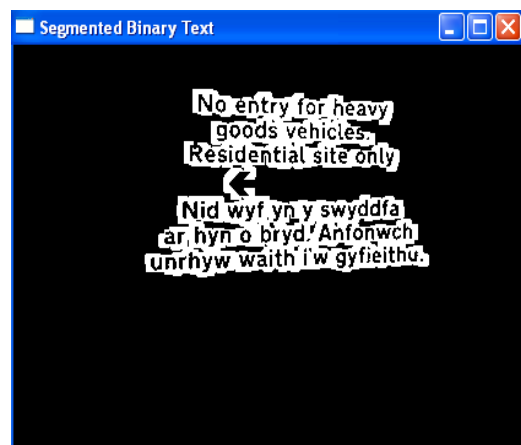 Segmented Binary Text
No entry for heavy
goods vehicles.
Residential site only
Nid wyf yn y swyddfa
ar hyn o bryd. Anfonwch
unrhyw waith i'w gyfieithu.